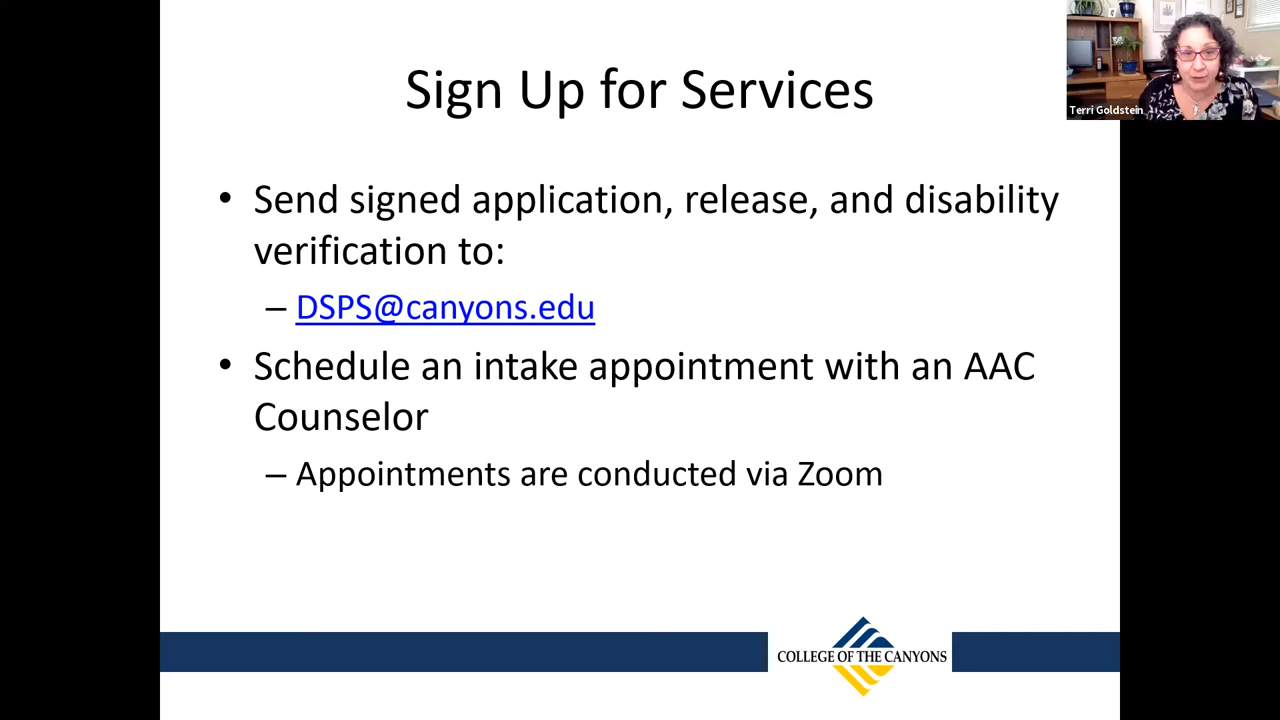 Sign Up for Services
Terri Goldstein
• Send signed application, release, and disability
verification to:
– DSPS@canyons.edu
• Schedule an intake appointment with an AAC
Counselor
– Appointments are conducted via Zoom
COLLEGE OF THE CANYONS